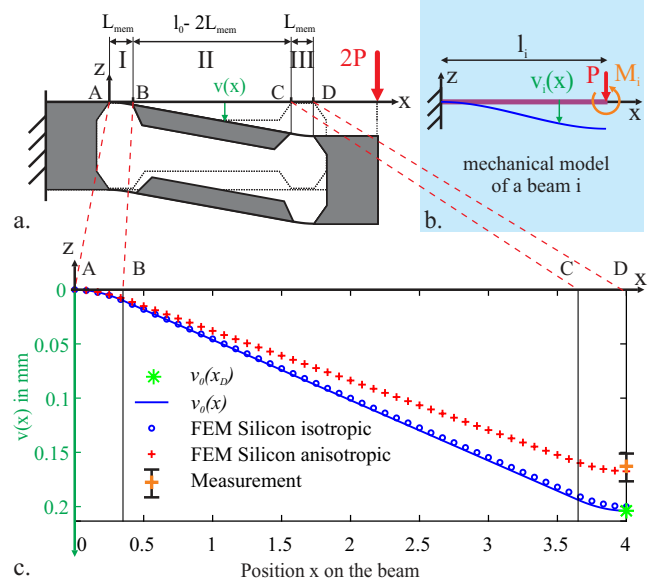 a.
L_mem
l_0 - 2L_mem
L_mem
I
II
III
2P
z
A
B
v(x)
C
D
x
b.
l_i
z
v_i(x)
P
M_i
x
mechanical model
of a beam i
z
A
B
C
D
x
0
0.05
0.1
0.15
0.2
v(x) in mm
v_0(x_D)
v_0(x)
FEM Silicon isotropic
FEM Silicon anisotropic
Measurement
0
0.5
1
1.5
2
2.5
3
3.5
4
c.
Position x on the beam